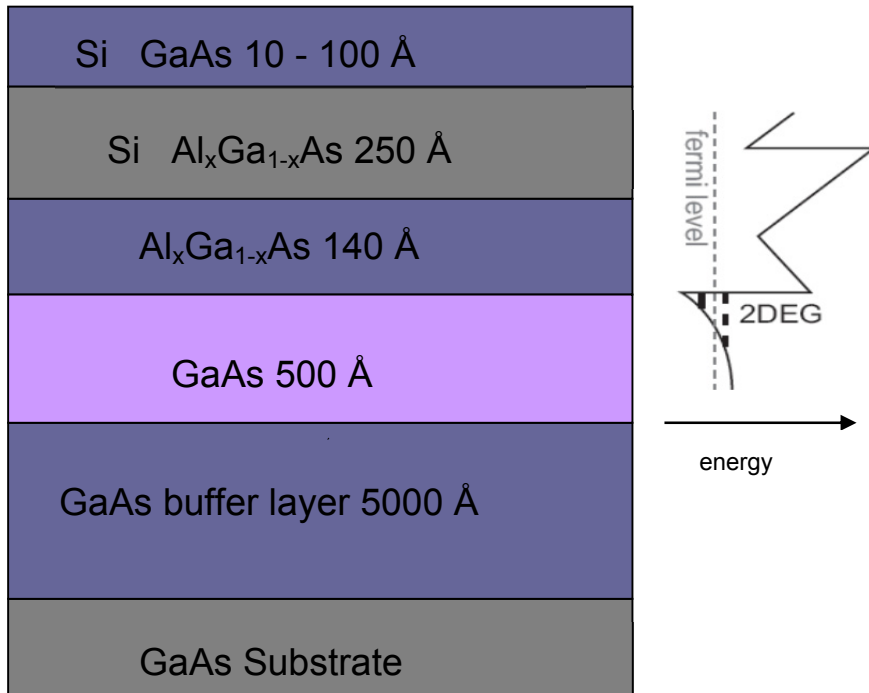 Si GaAs 10 - 100 Å
Si AlₓGa₁₋ₓAs 250 Å
AlₓGa₁₋ₓAs 140 Å
GaAs 500 Å
GaAs buffer layer 5000 Å
GaAs Substrate
fermi level
2DEG
energy